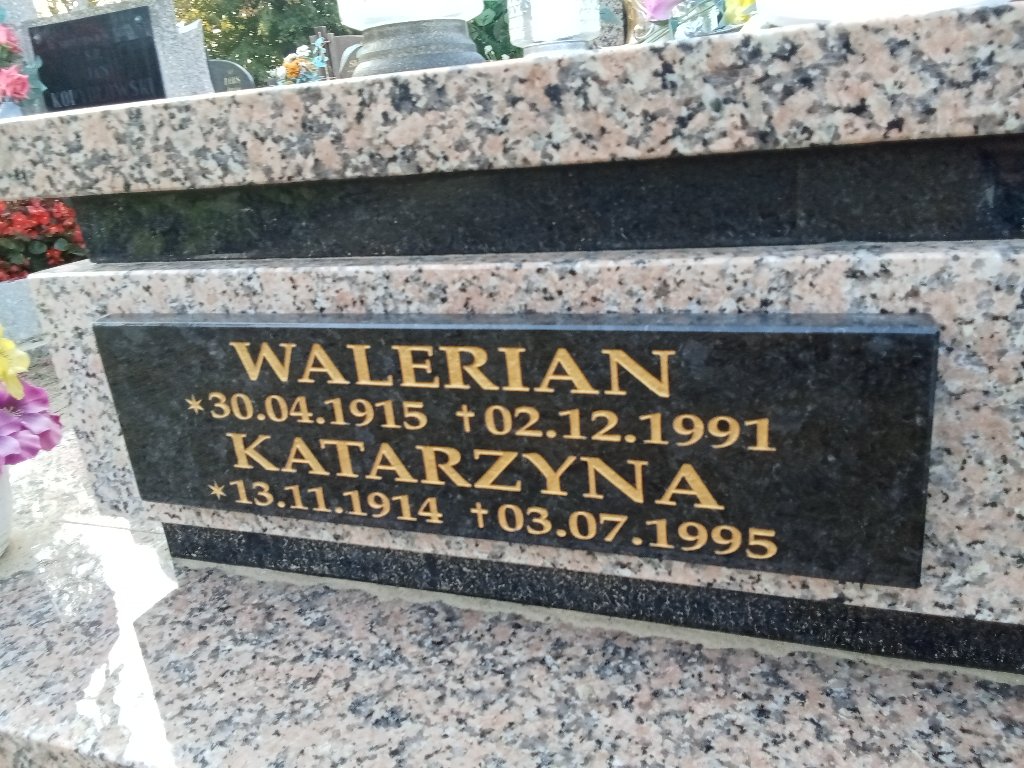 WALERIAN
*30.04.1915 †02.12.1991
KATARZYNA
*13.11.1914 †03.07.1995